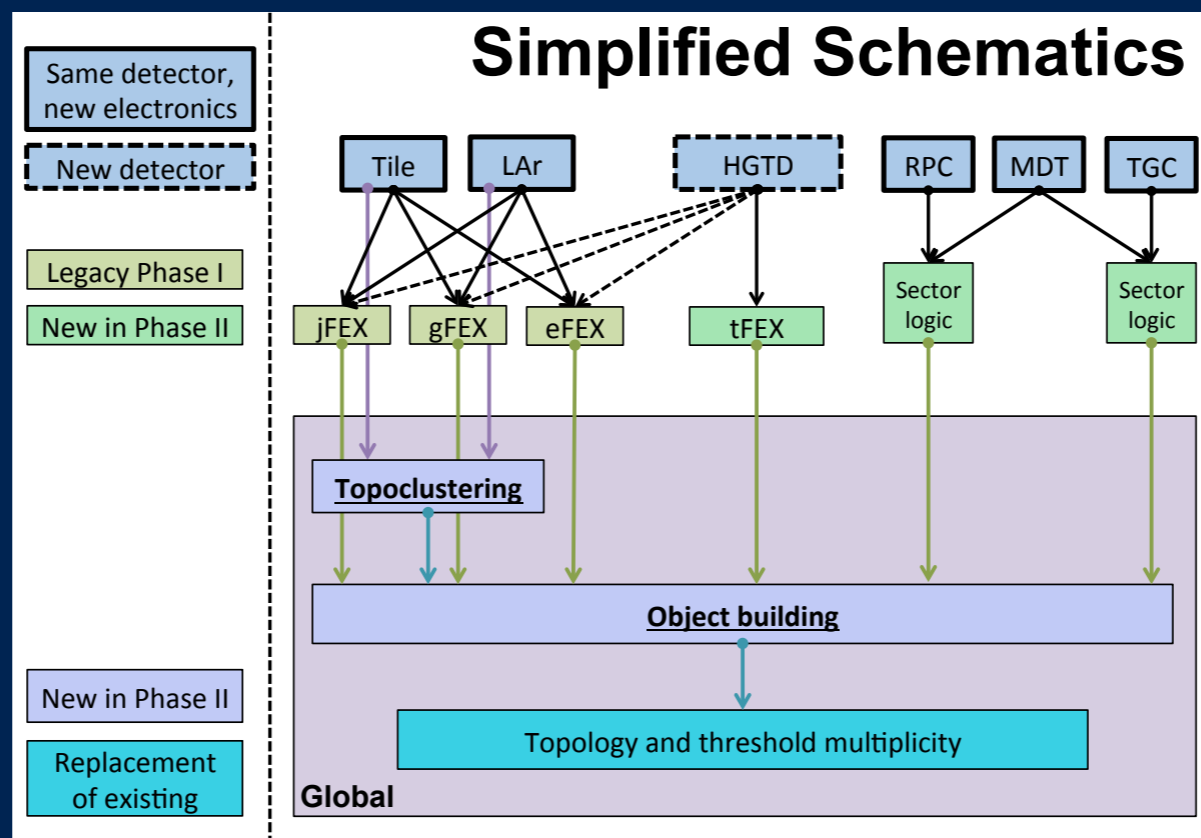 Simplified Schematics
Same detector,
new electronics
New detector
Legacy Phase I
New in Phase II
New in Phase II
Replacement
of existing
Tile
LAr
HGTD
RPC
MDT
TGC
jFEX
gFEX
eFEX
tFEX
Sector
logic
Sector
logic
Topoclustering
Object building
Topology and threshold multiplicity
Global